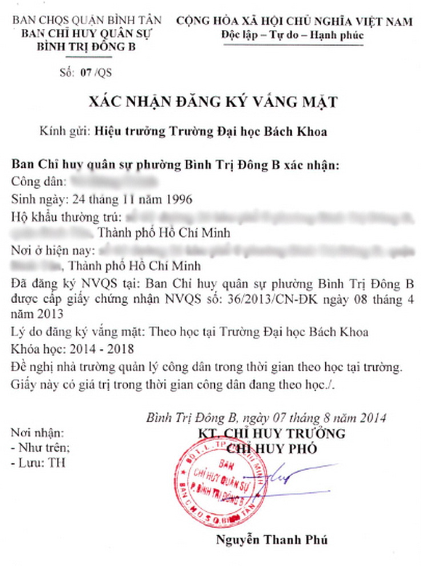 BAN CHQS QUẬN BÌNH TÂN
BAN CHỈ HUY QUÂN SỰ
BÌNH TRỊ ĐÔNG B
Số: 07/QS
CỘNG HÒA XÃ HỘI CHỦ NGHĨA VIỆT NAM
Độc lập – Tự do – Hạnh phúc
XÁC NHẬN ĐĂNG KÝ VẮNG MẶT
Kính gửi: Hiệu trưởng Trường Đại học Bách Khoa
Ban Chỉ huy quân sự phường Bình Trị Đông B xác nhận:
Công dân:
Sinh ngày: 24 tháng 11 năm 1996
Hộ khẩu thường trú:
, Thành phố Hồ Chí Minh
Nơi ở hiện nay:
, Thành phố Hồ Chí Minh
Đã đăng ký NVQS tại: Ban Chỉ huy quân sự phường Bình Trị Đông B
được cấp giấy chứng nhận NVQS số: 36/2013/CN-ĐK ngày 08 tháng 4
năm 2013
Lý do đăng ký vắng mặt: Theo học tại Trường Đại học Bách Khoa
Khóa học: 2014 - 2018
Đề nghị nhà trường quản lý công dân trong thời gian theo học tại trường.
Giấy này có giá trị trong thời gian công dân đang theo học./.
Bình Trị Đông B, ngày 07 tháng 8 năm 2014
Nơi nhận:
- Như trên;
- Lưu: TH
KT. CHỈ HUY TRƯỞNG
CHỈ HUY PHÓ
BAN
CHỈ HUY QUÂN SỰ
P. BÌNH TRỊ ĐÔNG B
Nguyễn Thanh Phú